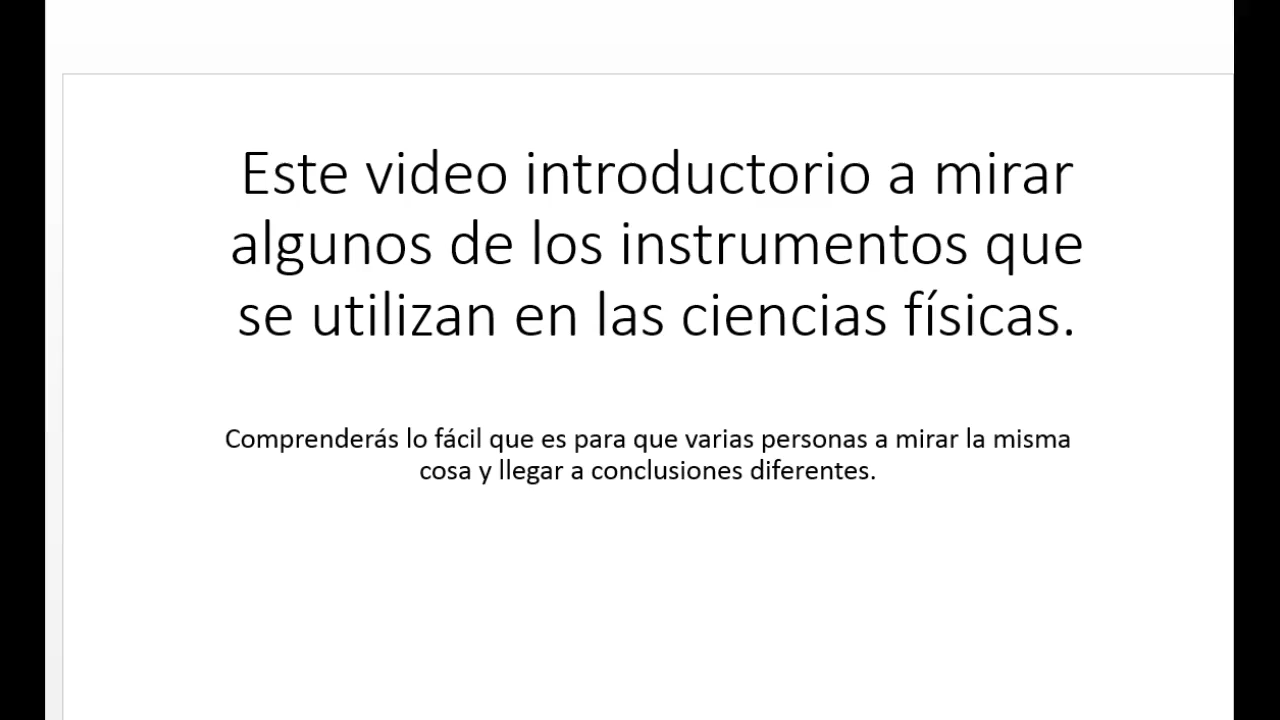 Este video introductorio a mirar
algunos de los instrumentos que
se utilizan en las ciencias físicas.
Comprenderás lo fácil que es para que varias personas a mirar la misma
cosa y llegar a conclusiones diferentes.